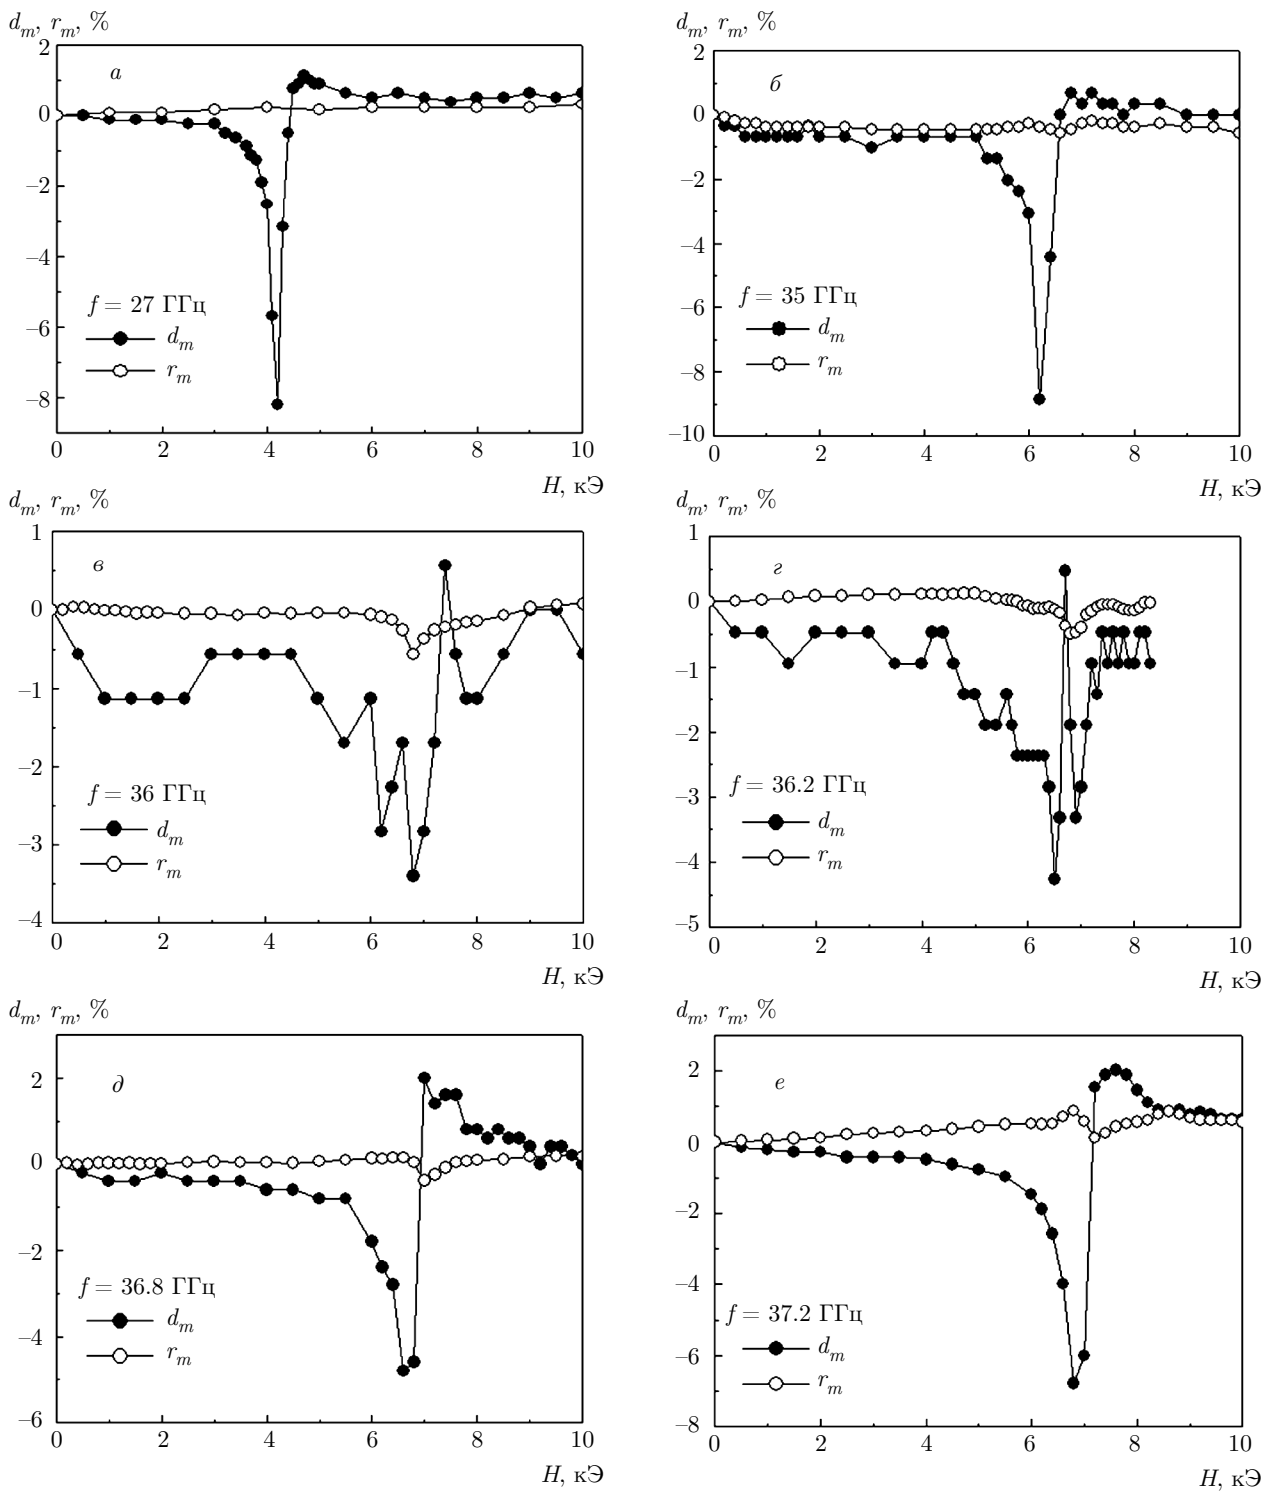 d_m, r_m, %
2
0
–2
–4
–6
–8
а
f = 27 ГГц
d_m
r_m
0 2 4 6 8 10
H, кЭ
d_m, r_m, %
2
0
–2
–4
–6
–8
–10
б
f = 35 ГГц
d_m
r_m
0 2 4 6 8 10
H, кЭ
d_m, r_m, %
1
0
–1
–2
–3
–4
в
f = 36 ГГц
d_m
r_m
0 2 4 6 8 10
H, кЭ
d_m, r_m, %
1
0
–1
–2
–3
–4
–5
г
f = 36.2 ГГц
d_m
r_m
0 2 4 6 8 10
H, кЭ
d_m, r_m, %
2
0
–2
–4
–6
д
f = 36.8 ГГц
d_m
r_m
0 2 4 6 8 10
H, кЭ
d_m, r_m, %
2
0
–2
–4
–6
–8
е
f = 37.2 ГГц
d_m
r_m
0 2 4 6 8 10
H, кЭ